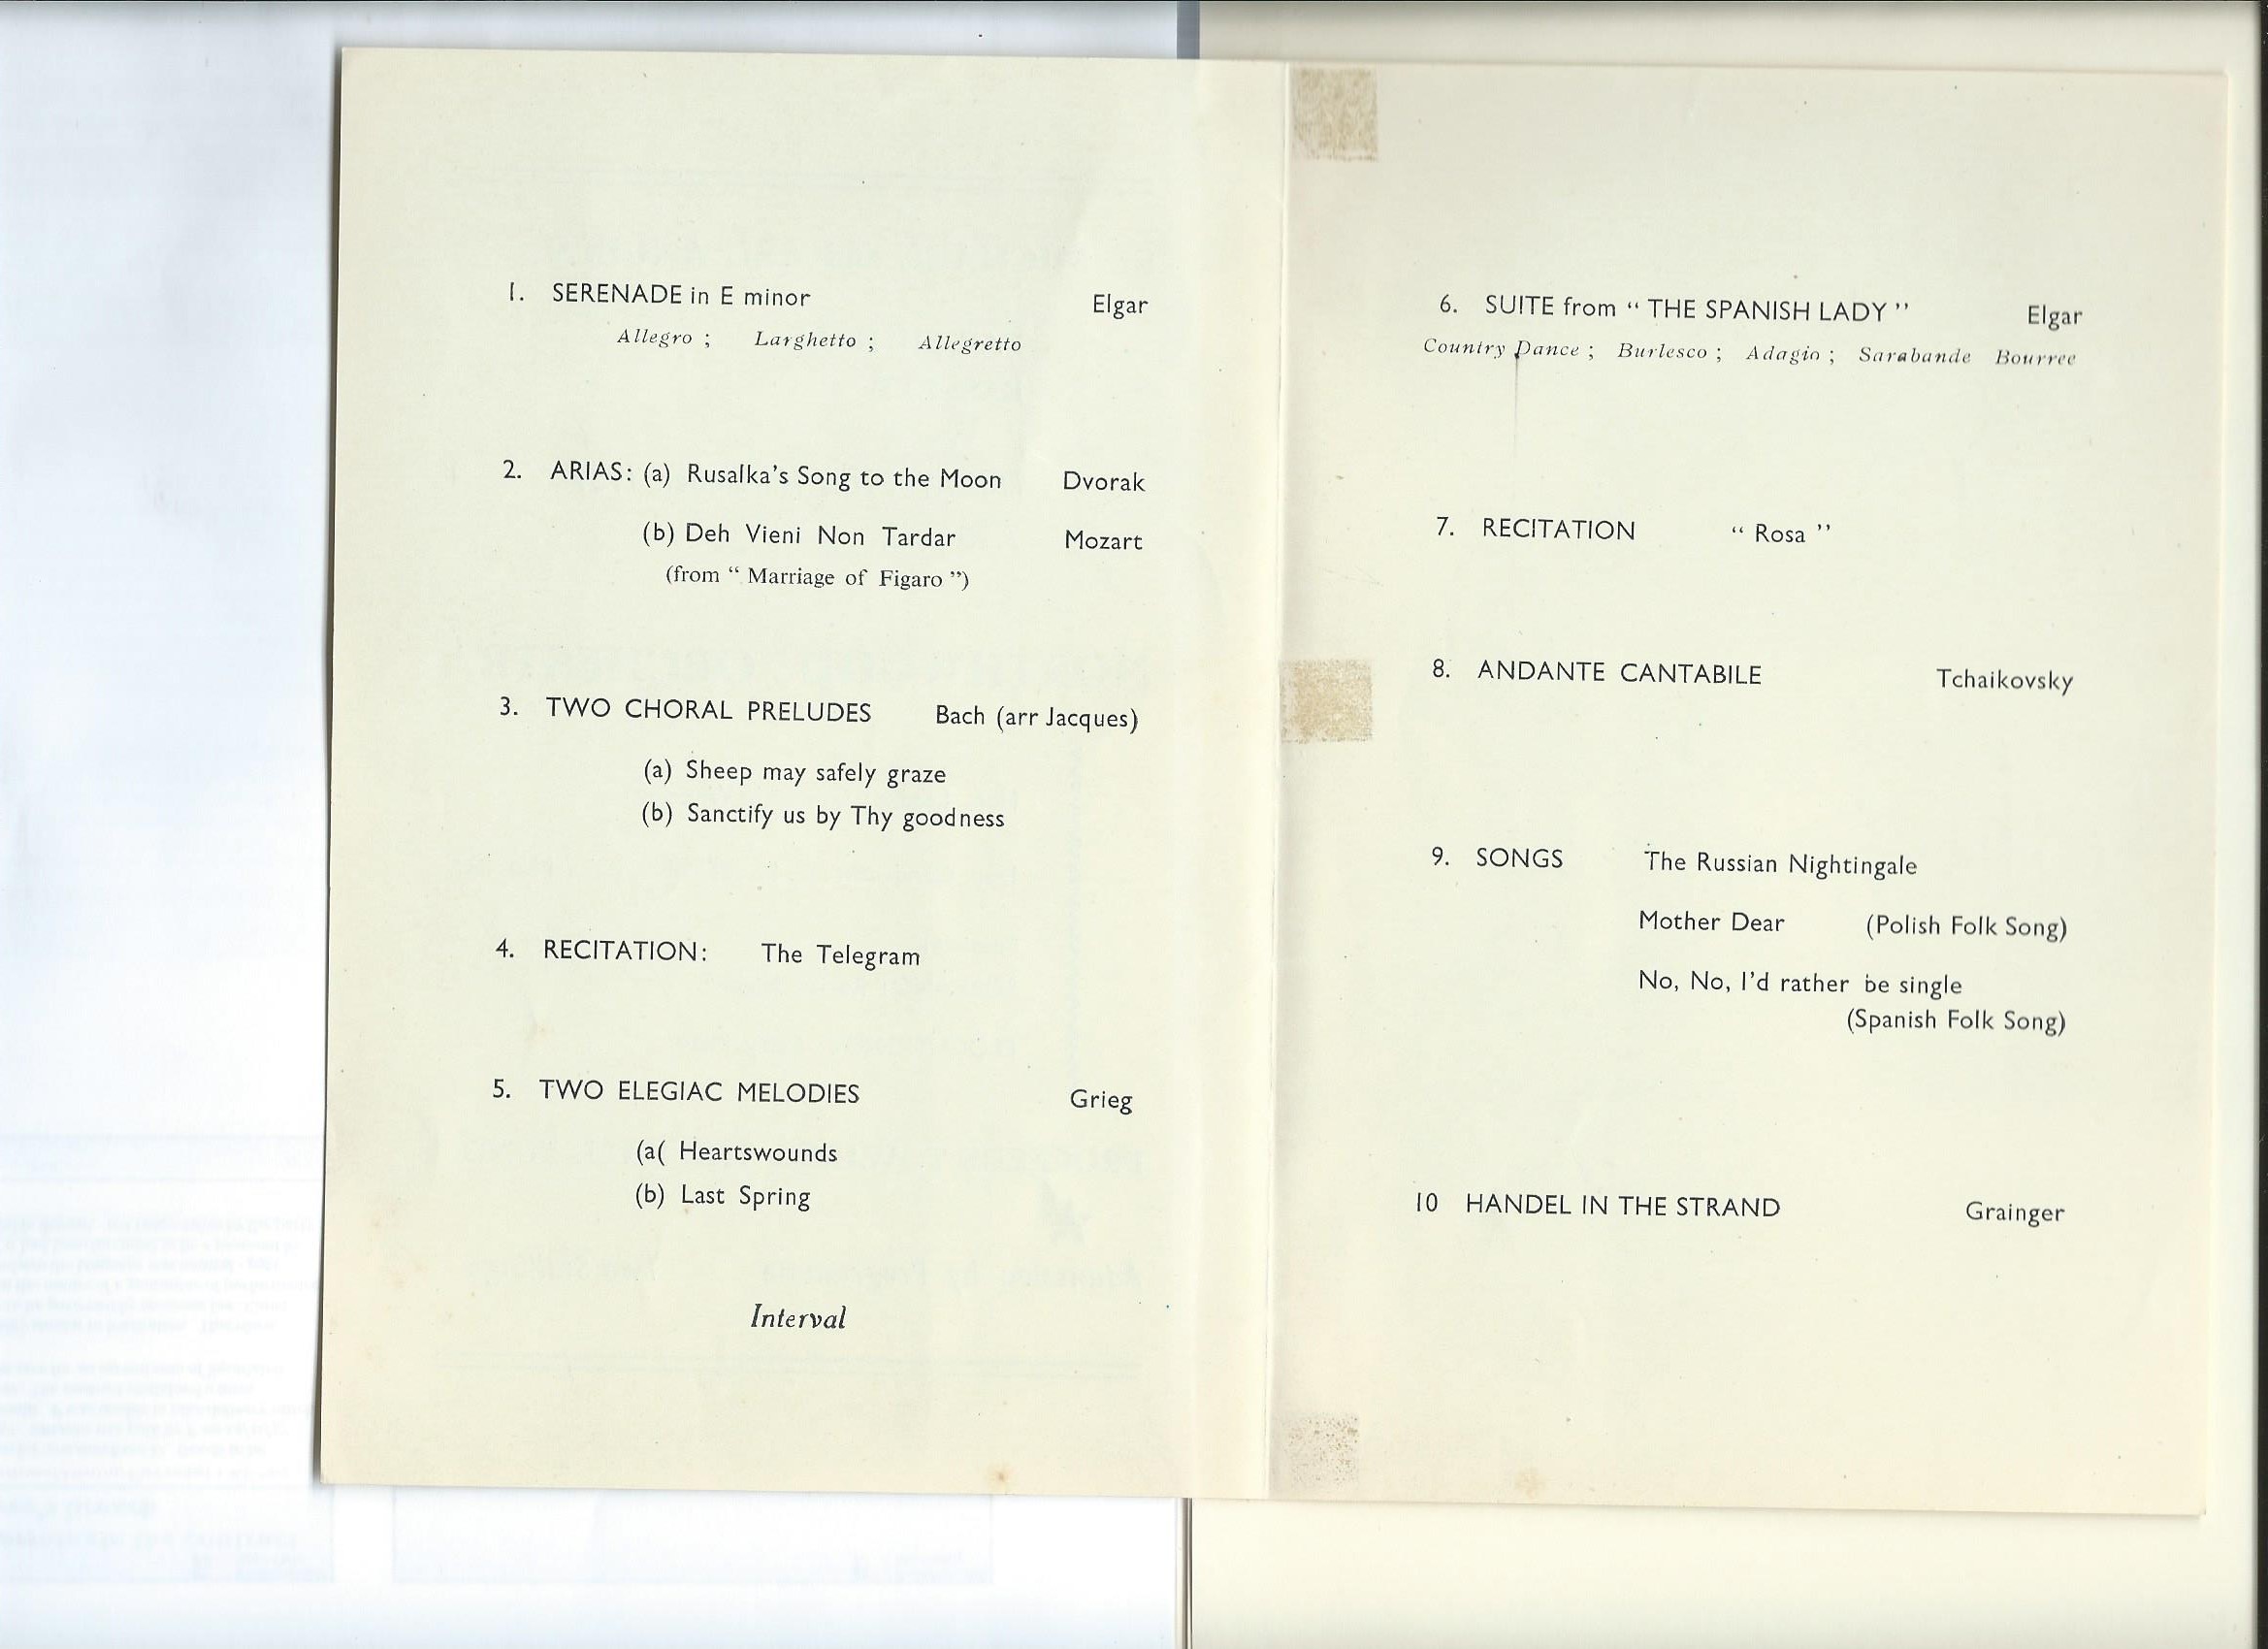 1. SERENADE in E minor Elgar
Allegro ; Larghetto ; Allegretto
2. ARIAS: (a) Rusalka's Song to the Moon Dvorak
(b) Deh Vieni Non Tardar Mozart
(from “ Marriage of Figaro ”)
3. TWO CHORAL PRELUDES Bach (arr Jacques)
(a) Sheep may safely graze
(b) Sanctify us by Thy goodness
4. RECITATION: The Telegram
5. TWO ELEGIAC MELODIES Grieg
(a( Heartswounds
(b) Last Spring
Interval
6. SUITE from “ THE SPANISH LADY ” Elgar
Country Dance ; Burlesco ; Adagio ; Sarabande Bourree
7. RECITATION “ Rosa ”
8. ANDANTE CANTABILE Tchaikovsky
9. SONGS The Russian Nightingale
Mother Dear (Polish Folk Song)
No, No, I'd rather be single
(Spanish Folk Song)
10 HANDEL IN THE STRAND Grainger